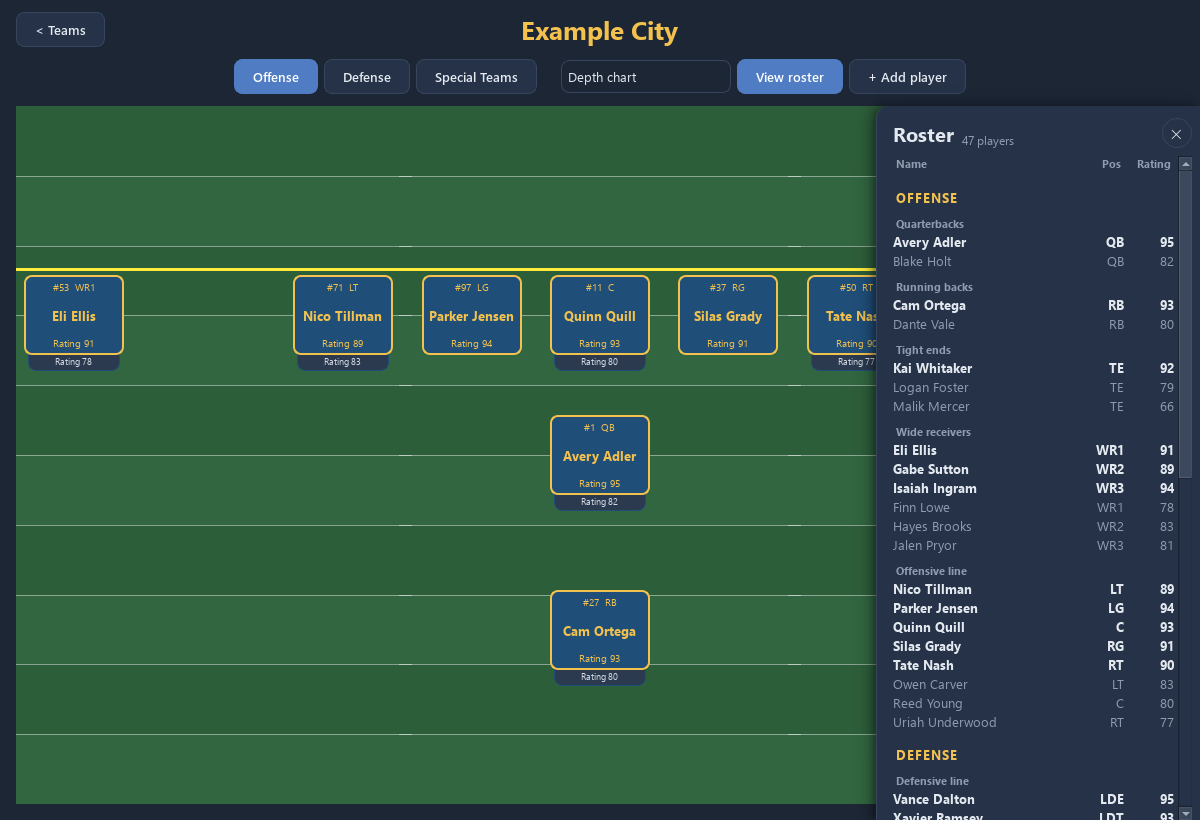 < Teams
Example City
Offense
Defense
Special Teams
Depth chart
View roster
+ Add player
#53 WR1
Eli Ellis
Rating 91
Rating 78
#71 LT
Nico Tillman
Rating 89
Rating 83
#97 LG
Parker Jensen
Rating 94
#11 C
Quinn Quill
Rating 93
Rating 80
#37 RG
Silas Grady
Rating 91
#50 RT
Tate Nas
Rating 90
Rating 77
#1 QB
Avery Adler
Rating 95
Rating 82
#27 RB
Cam Ortega
Rating 93
Rating 80
Roster 47 players
Name Pos Rating
OFFENSE
Quarterbacks
Avery Adler QB 95
Blake Holt QB 82
Running backs
Cam Ortega RB 93
Dante Vale RB 80
Tight ends
Kai Whitaker TE 92
Logan Foster TE 79
Malik Mercer TE 66
Wide receivers
Eli Ellis WR1 91
Gabe Sutton WR2 89
Isaiah Ingram WR3 94
Finn Lowe WR1 78
Hayes Brooks WR2 83
Jalen Pryor WR3 81
Offensive line
Nico Tillman LT 89
Parker Jensen LG 94
Quinn Quill C 93
Silas Grady RG 91
Tate Nash RT 90
Owen Carver LT 83
Reed Young C 80
Uriah Underwood RT 77
DEFENSE
Defensive line
Vance Dalton LDE 95
Xavier Ramsey LDT 93